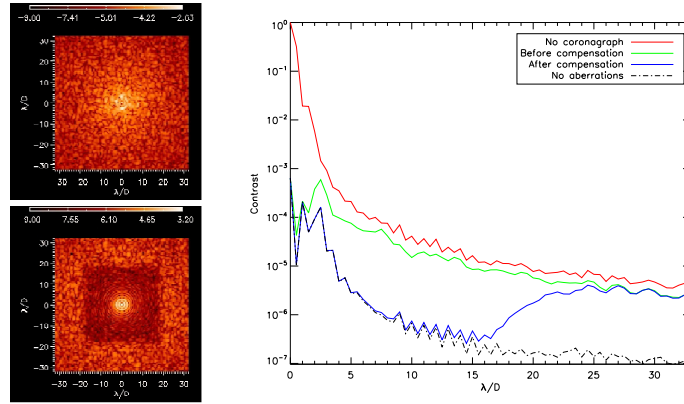 −9.00 −7.41 −5.81 −4.22 −2.03
30
20
10
0
−10
−20
−30
λ/D
30 20 10 0 10 20 30
λ/D
9.00 7.55 6.10 4.65 3.20
30
20
10
0
−10
−20
−30
λ/D
30 20 10 0 10 20 30
λ/D
10⁰
10⁻¹
10⁻²
10⁻³
10⁻⁴
10⁻⁵
10⁻⁶
10⁻⁷
Contrast
No coronagraph
Before compensation
After compensation
No aberrations
0 5 10 15 20 25 30
λ/D